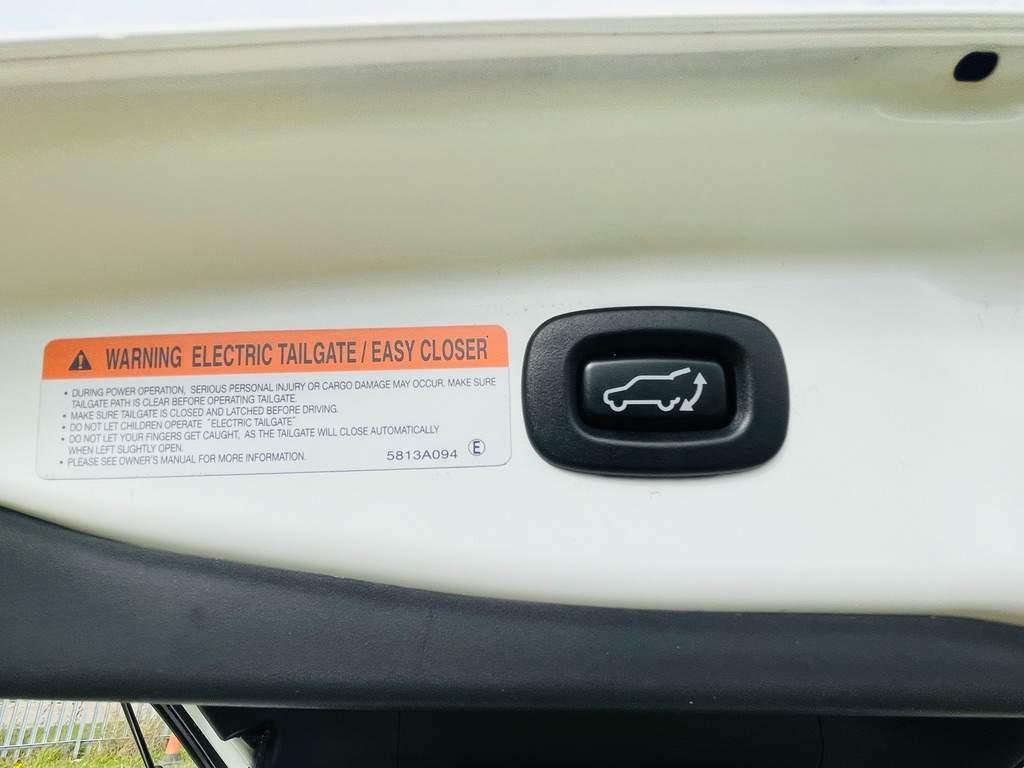 WARNING ELECTRIC TAILGATE / EASY CLOSER
• DURING POWER OPERATION, SERIOUS PERSONAL INJURY OR CARGO DAMAGE MAY OCCUR. MAKE SURE
TAILGATE PATH IS CLEAR BEFORE OPERATING TAILGATE.
• MAKE SURE TAILGATE IS CLOSED AND LATCHED BEFORE DRIVING.
• DO NOT LET CHILDREN OPERATE "ELECTRIC TAILGATE"
• DO NOT LET YOUR FINGERS GET CAUGHT, AS THE TAILGATE WILL CLOSE AUTOMATICALLY
WHEN LEFT SLIGHTLY OPEN.
• PLEASE SEE OWNER'S MANUAL FOR MORE INFORMATION. 5813A094 E